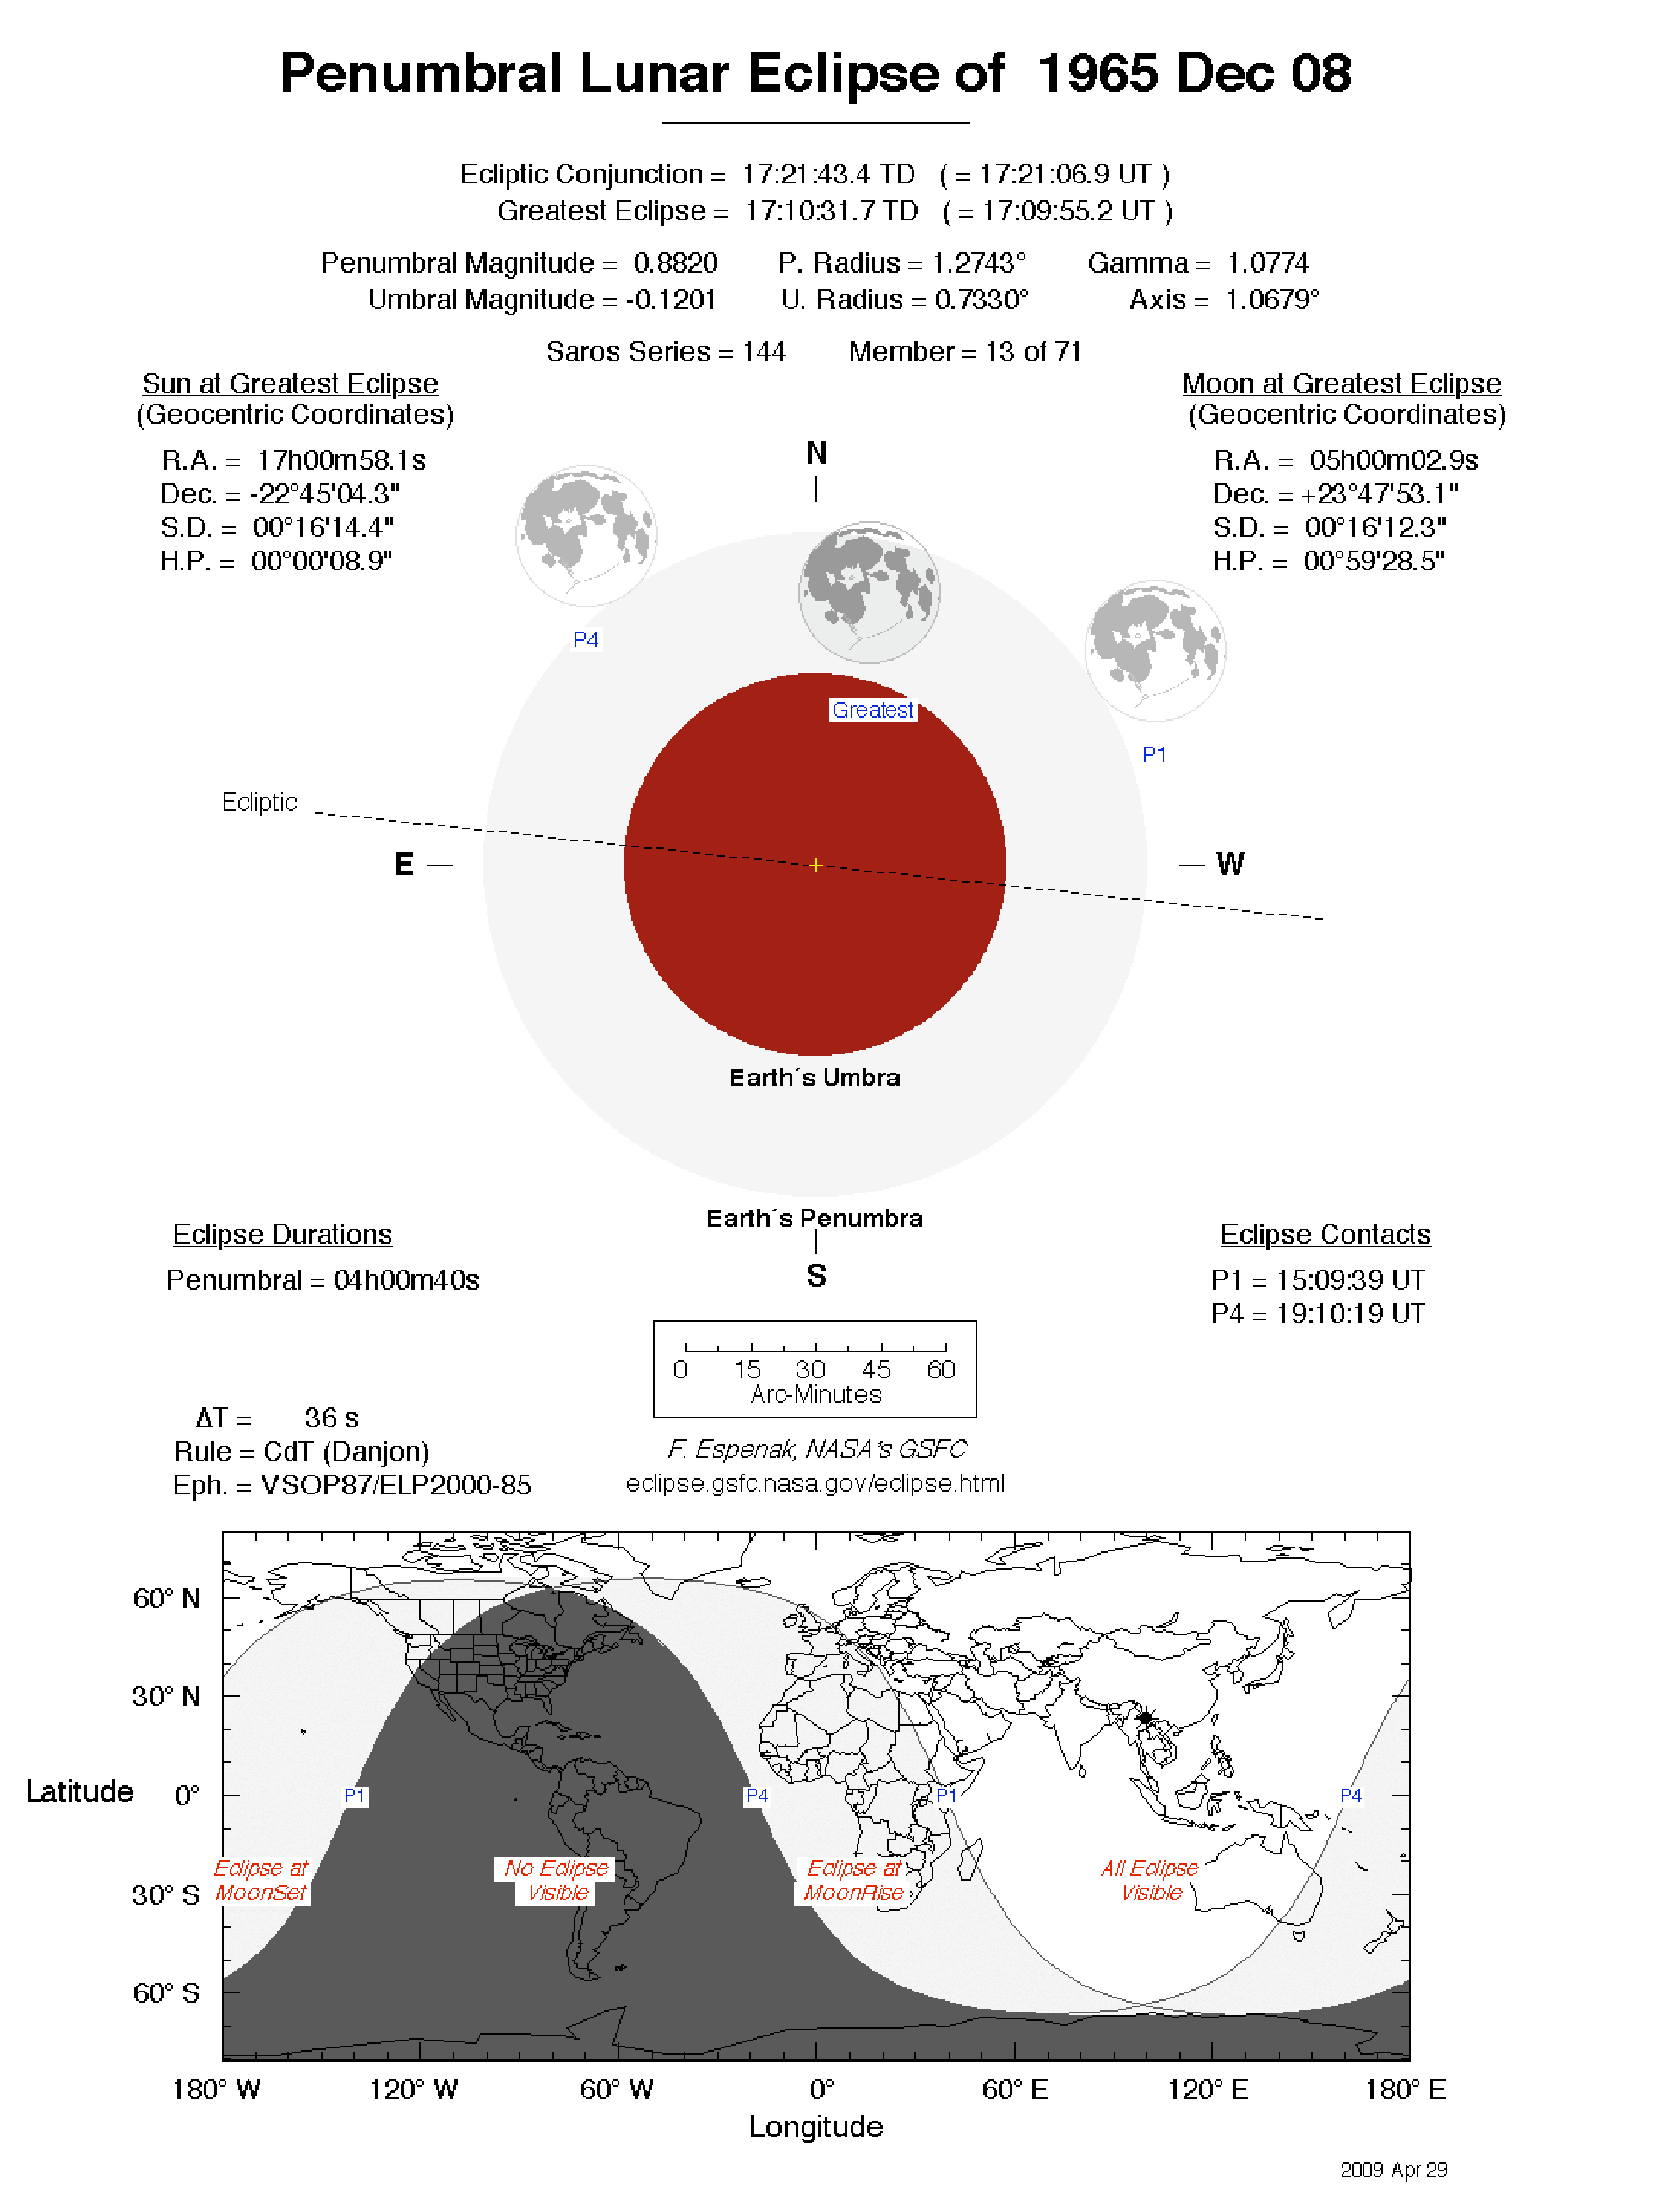 Penumbral Lunar Eclipse of 1965 Dec 08
Ecliptic Conjunction = 17:21:43.4 TD ( = 17:21:06.9 UT )
Greatest Eclipse = 17:10:31.7 TD ( = 17:09:55.2 UT )
Penumbral Magnitude = 0.8820 P. Radius = 1.2743° Gamma = 1.0774
Umbral Magnitude = -0.1201 U. Radius = 0.7330° Axis = 1.0679°
Saros Series = 144 Member = 13 of 71
Sun at Greatest Eclipse
(Geocentric Coordinates)
R.A. = 17h00m58.1s
Dec. = -22°45'04.3"
S.D. = 00°16'14.4"
H.P. = 00°00'08.9"
Moon at Greatest Eclipse
(Geocentric Coordinates)
R.A. = 05h00m02.9s
Dec. = +23°47'53.1"
S.D. = 00°16'12.3"
H.P. = 00°59'28.5"
N
P4
Greatest
P1
Ecliptic
E
W
Earth´s Umbra
Earth´s Penumbra
S
Eclipse Durations
Penumbral = 04h00m40s
Eclipse Contacts
P1 = 15:09:39 UT
P4 = 19:10:19 UT
0 15 30 45 60
Arc-Minutes
ΔT = 36 s
Rule = CdT (Danjon)
Eph. = VSOP87/ELP2000-85
F. Espenak, NASA's GSFC
eclipse.gsfc.nasa.gov/eclipse.html
60° N
30° N
Latitude 0°
30° S
60° S
P1 P4 P1 P4
Eclipse at
MoonSet
No Eclipse
Visible
Eclipse at
MoonRise
All Eclipse
Visible
180° W 120° W 60° W 0° 60° E 120° E 180° E
Longitude
2009 Apr 29